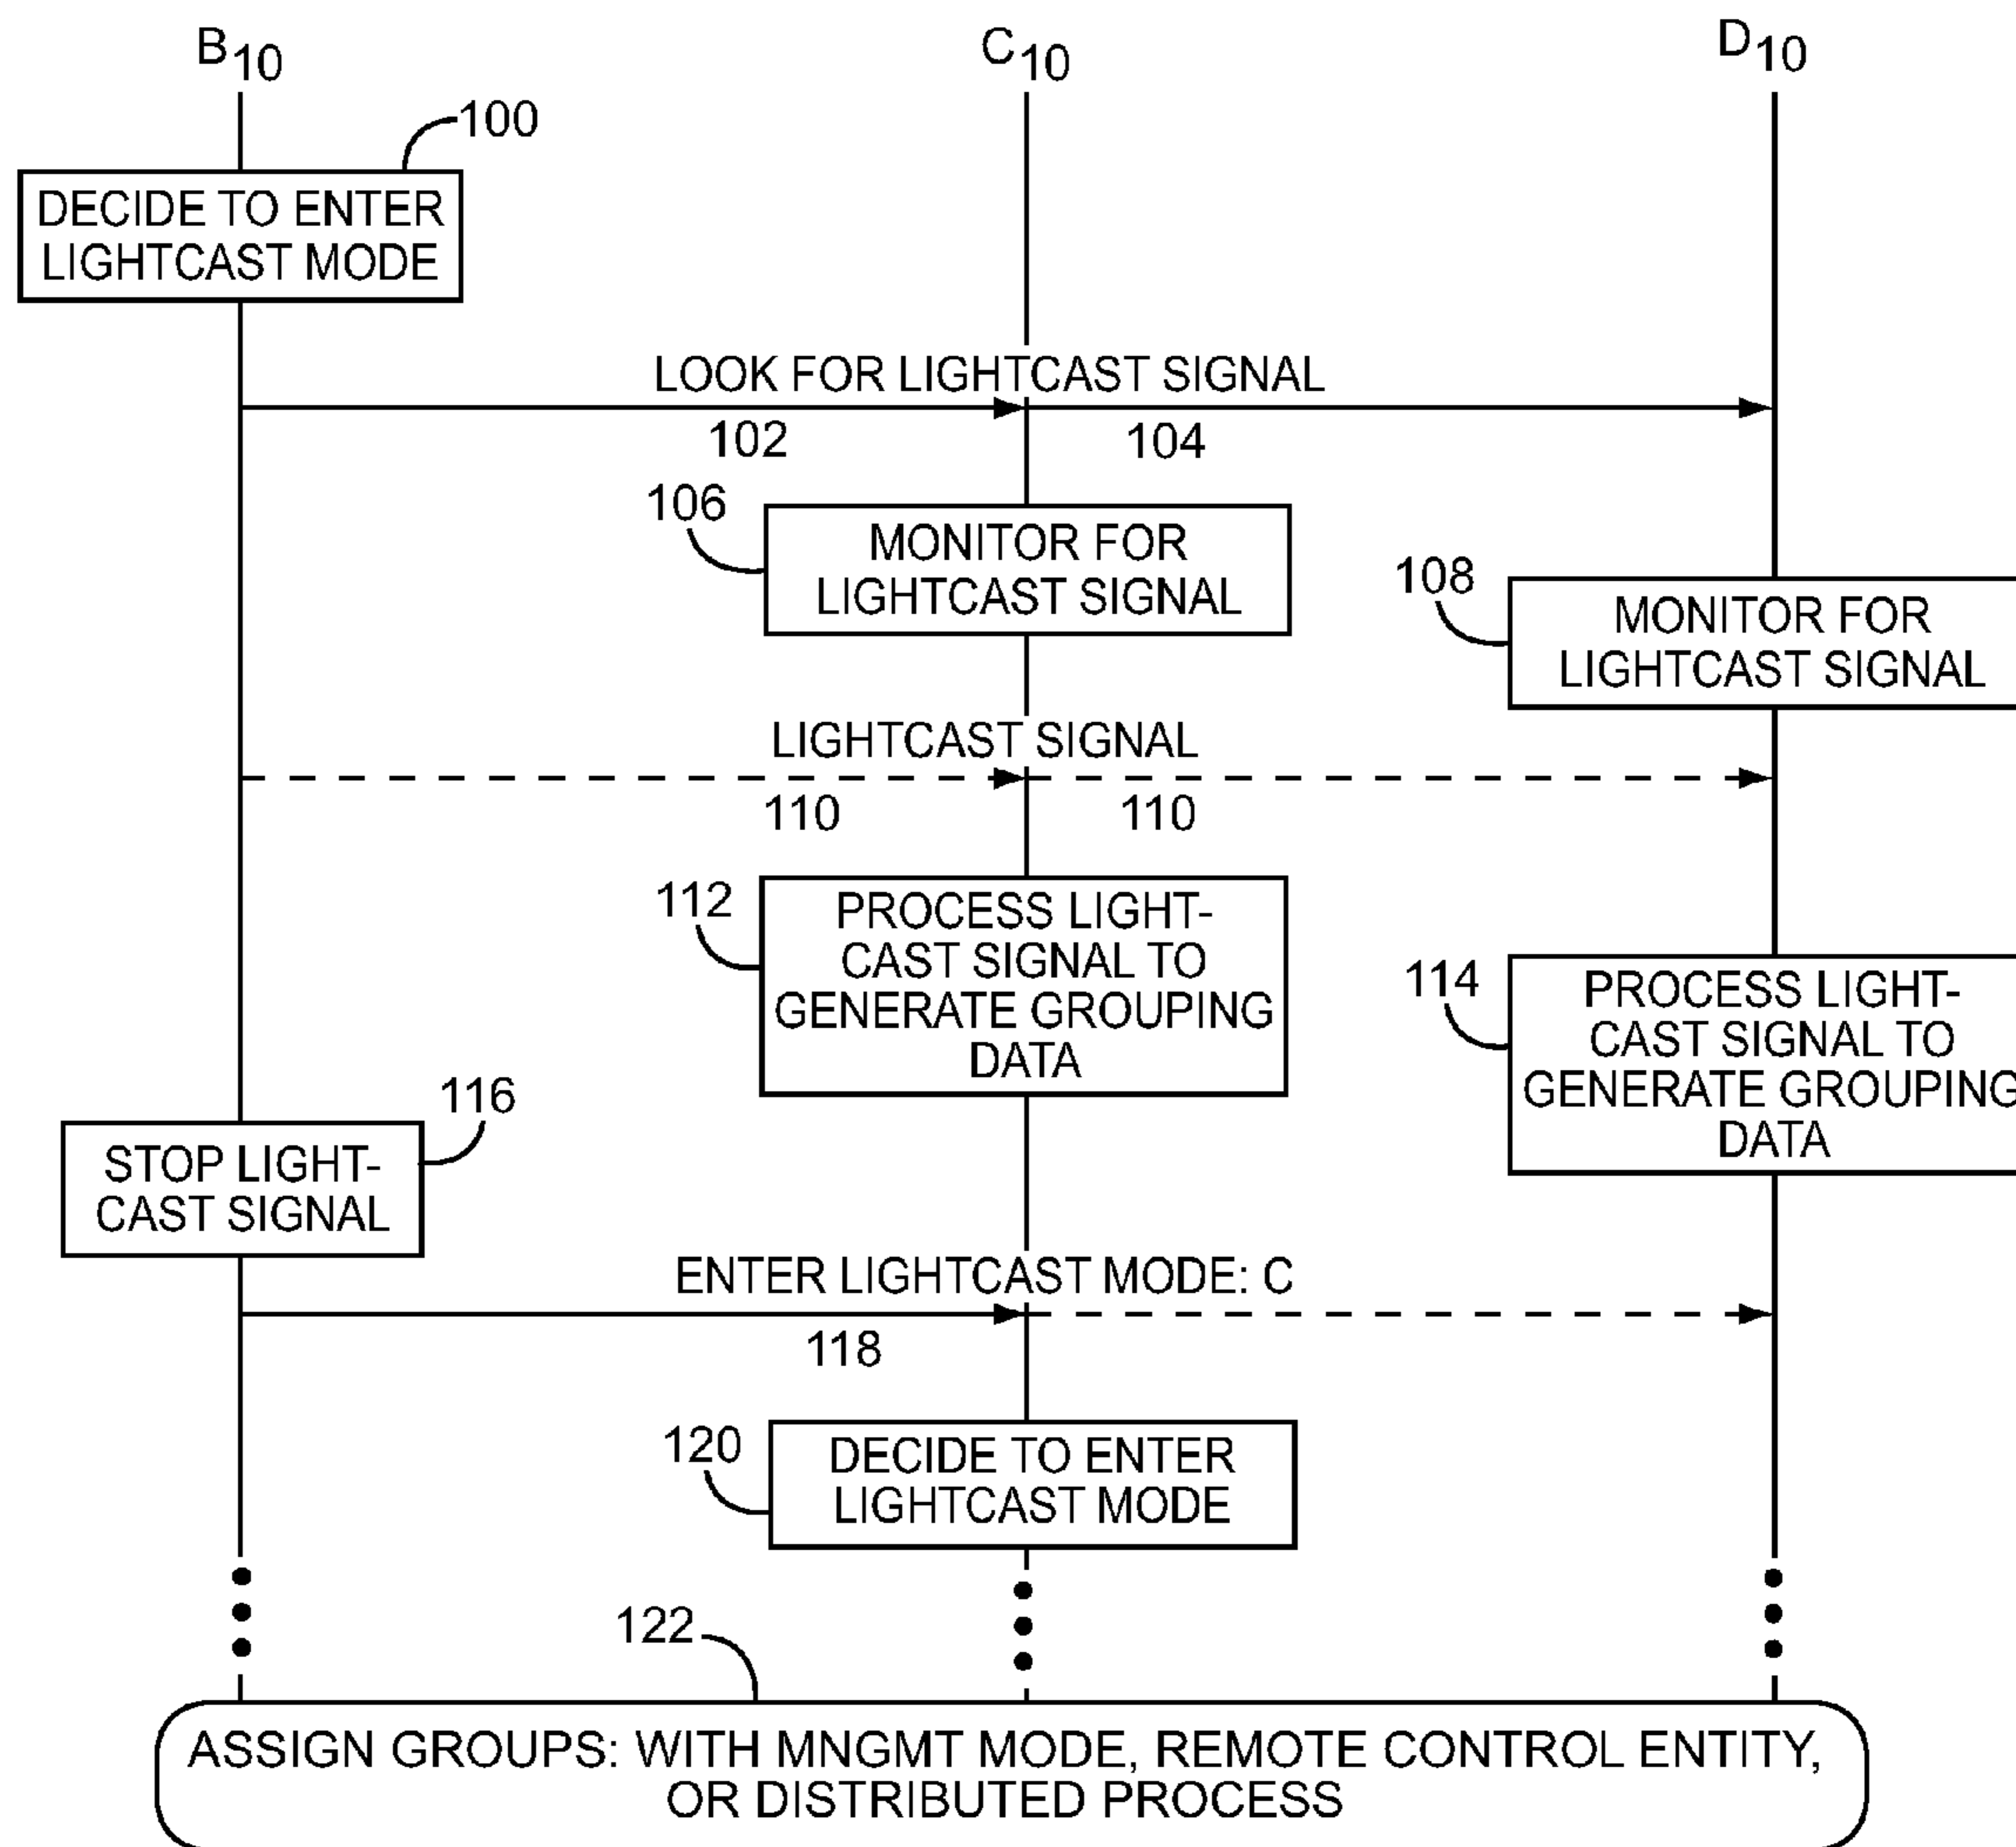 B10
C10
D10
100
DECIDE TO ENTER
LIGHTCAST MODE
LOOK FOR LIGHTCAST SIGNAL
102
104
106
MONITOR FOR
LIGHTCAST SIGNAL
108
MONITOR FOR
LIGHTCAST SIGNAL
LIGHTCAST SIGNAL
110
110
112
PROCESS LIGHT-
CAST SIGNAL TO
GENERATE GROUPING
DATA
114
PROCESS LIGHT-
CAST SIGNAL TO
GENERATE GROUPING
DATA
116
STOP LIGHT-
CAST SIGNAL
ENTER LIGHTCAST MODE: C
118
120
DECIDE TO ENTER
LIGHTCAST MODE
122
ASSIGN GROUPS: WITH MNGMT MODE, REMOTE CONTROL ENTITY,
OR DISTRIBUTED PROCESS